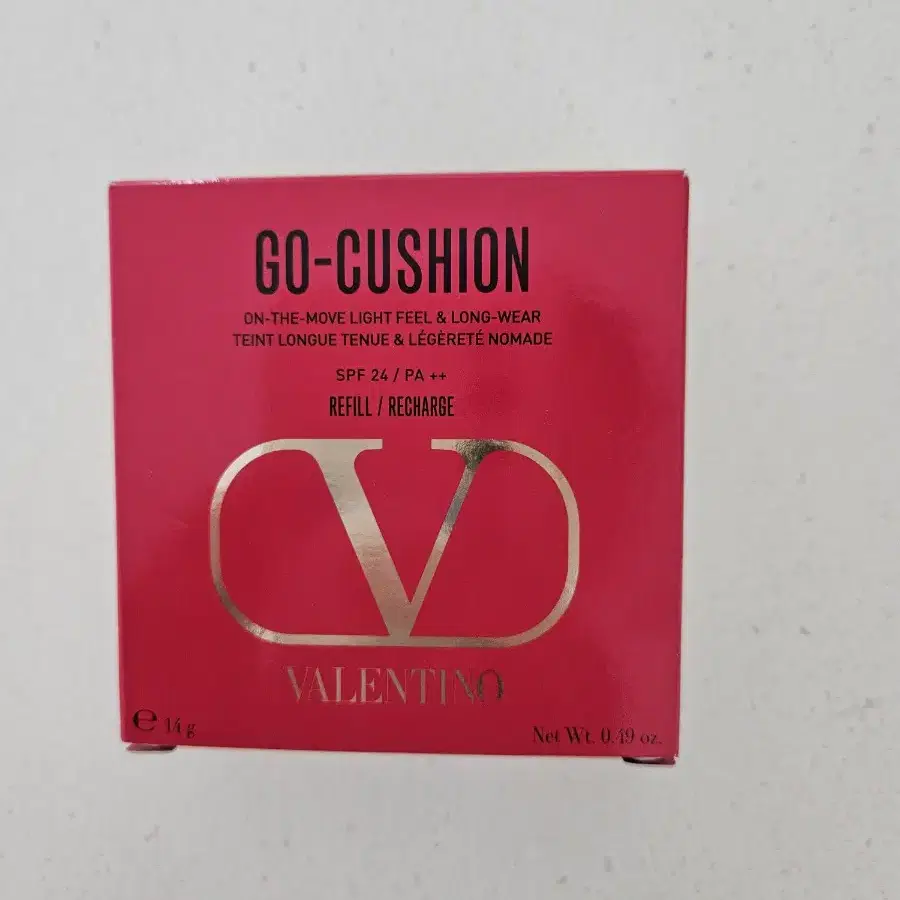 GO-CUSHION
ON-THE-MOVE LIGHT FEEL & LONG-WEAR
TEINT LONGUE TENUE & LÉGÈRETÉ NOMADE
SPF 24 / PA ++
REFILL / RECHARGE
V
VALENTINO
℮ 14 g
Net Wt. 0.49 oz.